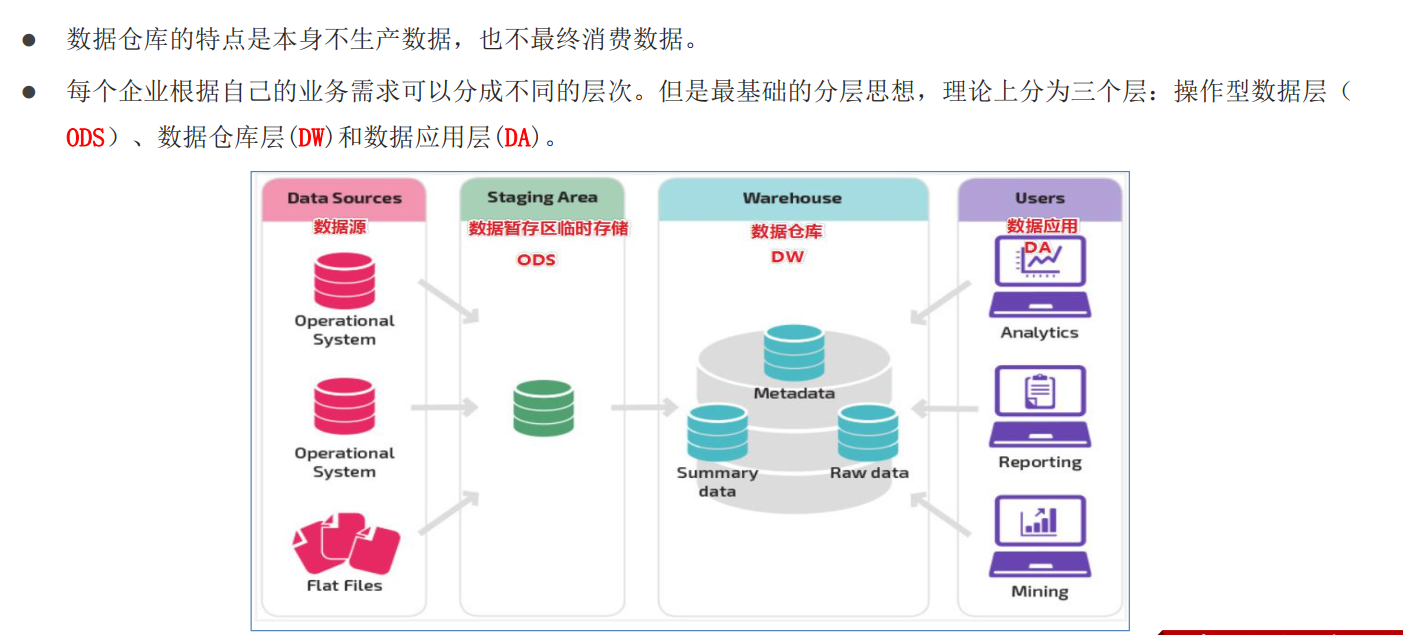 ● 数据仓库的特点是本身不生产数据，也不最终消费数据。
● 每个企业根据自己的业务需求可以分成不同的层次。但是最基础的分层思想，理论上分为三个层：操作型数据层（
ODS）、数据仓库层(DW)和数据应用层(DA)。
Data Sources
数据源
Operational
System
Operational
System
Flat Files
Staging Area
数据暂存区临时存储
ODS
Warehouse
数据仓库
DW
Metadata
Summary
data
Raw data
Users
数据应用
DA
Analytics
Reporting
Mining